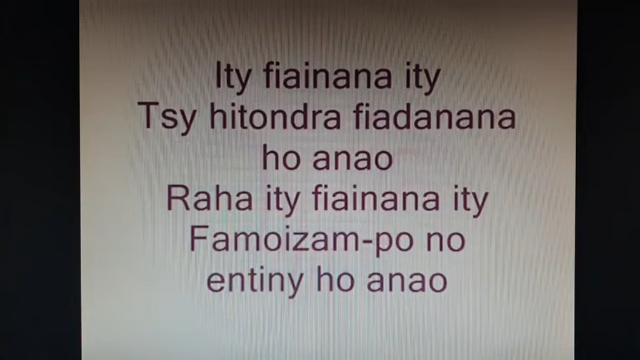 Ity fiainana ity
Tsy hitondra fiadanana
ho anao
Raha ity fiainana ity
Famoizam-po no
entiny ho anao